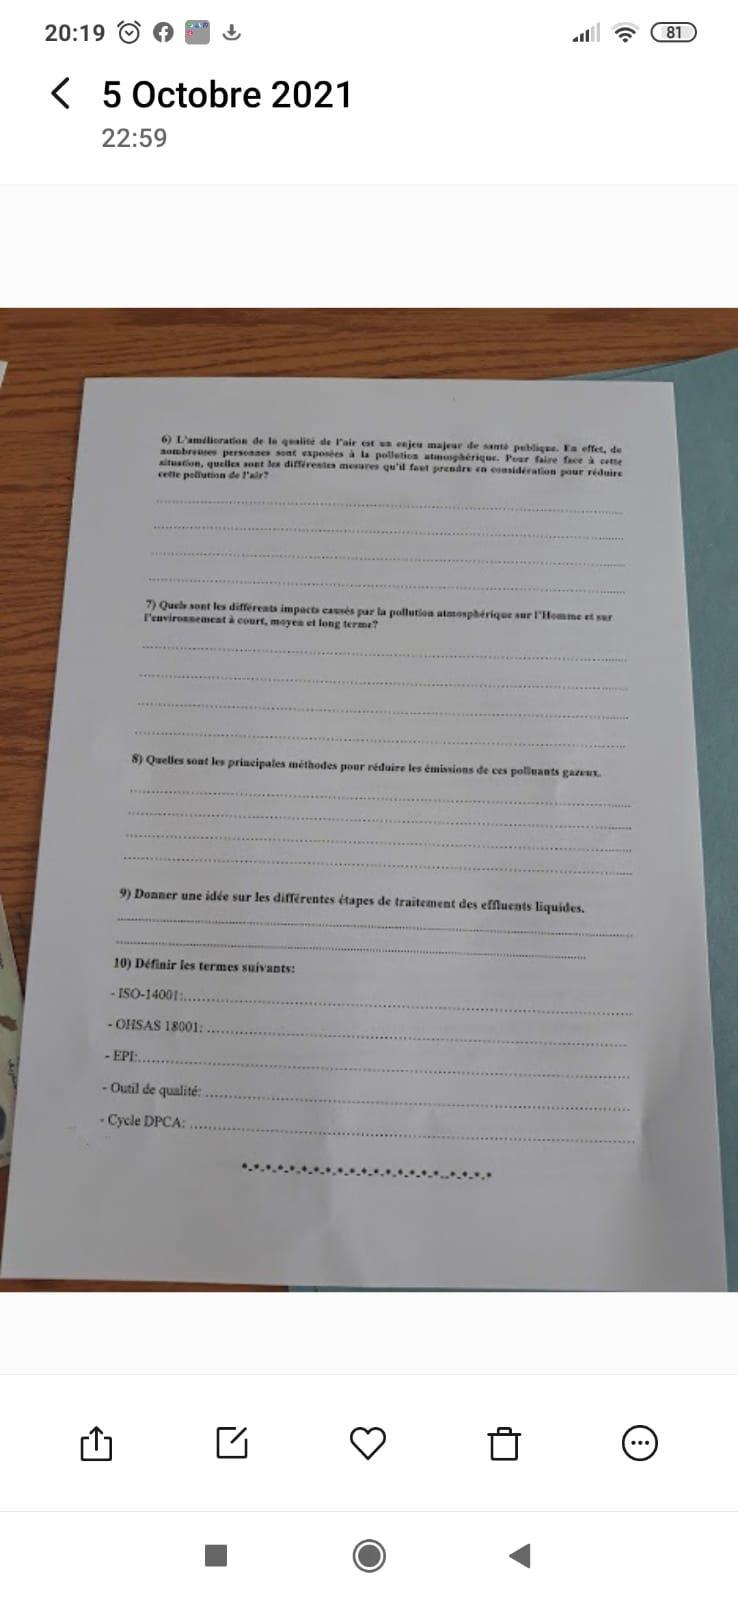 20:19
81
5 Octobre 2021
22:59
6) L'amélioration de la qualité de l'air est un enjeu majeur de santé publique. En effet, de
nombreuses personnes sont exposées à la pollution atmosphérique. Pour faire face à cette
situation, quelles sont les différentes mesures qu'il faut prendre en considération pour réduire
cette pollution de l'air?
7) Quels sont les différents impacts causés par la pollution atmosphérique sur l'Homme et sur
l'environnement à court, moyen et long terme?
8) Quelles sont les principales méthodes pour réduire les émissions de ces polluants gazeux.
9) Donner une idée sur les différentes étapes de traitement des effluents liquides.
10) Définir les termes suivants:
- ISO-14001:
- OHSAS 18001:
- EPI:
- Outil de qualité:
- Cycle DPCA: